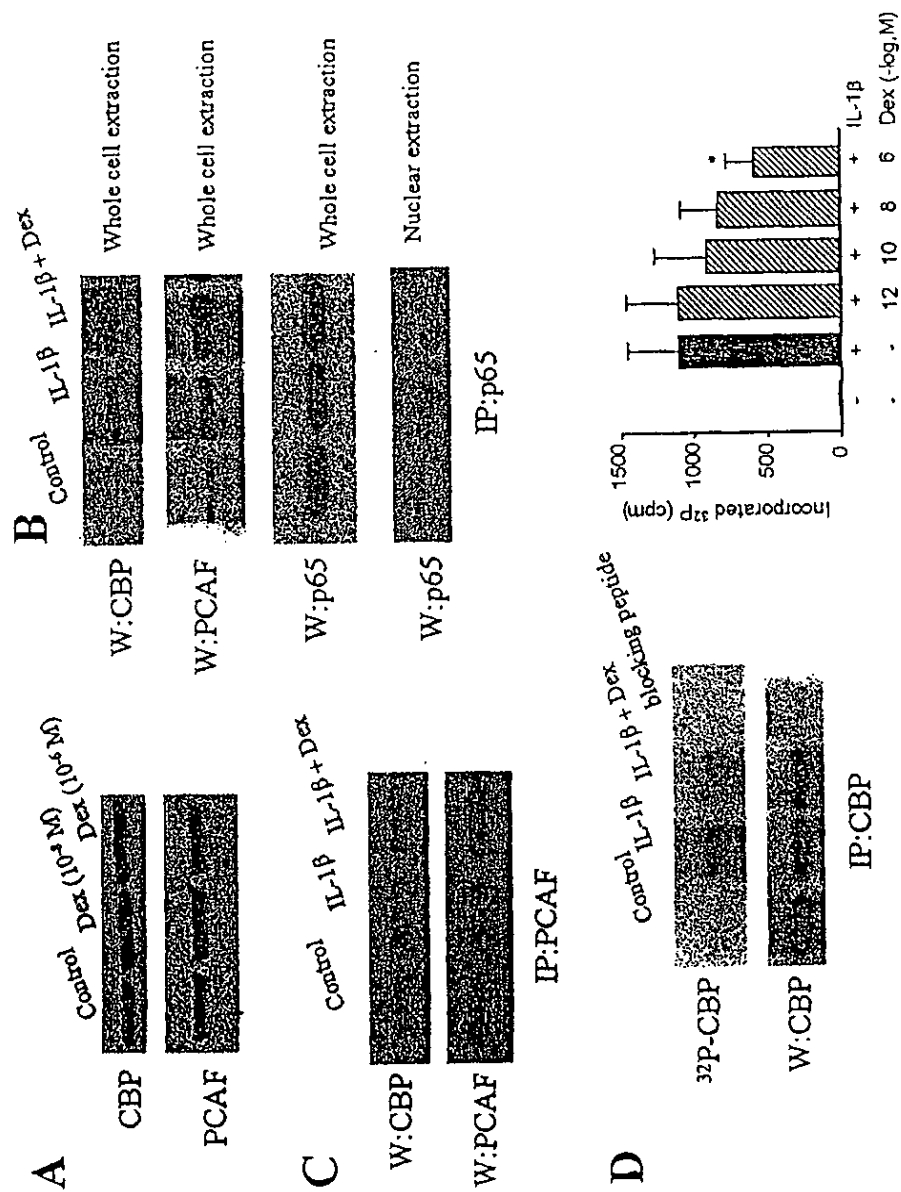 A
Control Dex (10⁻⁸ M) Dex (10⁻⁶ M)
CBP
PCAF
B
Control IL-1β IL-1β + Dex
W:CBP
Whole cell extraction
W:PCAF
Whole cell extraction
W:p65
Whole cell extraction
W:p65
Nuclear extraction
IP:p65
C
Control IL-1β IL-1β + Dex
W:CBP
W:PCAF
IP:PCAF
D
Control IL-1β IL-1β + Dex blocking peptide
³²P-CBP
W:CBP
IP:CBP
Incorporated ³²P (cpm)
1500
1000
500
0
*
- + + + + + IL-1β
- - 12 10 8 6 Dex (-log,M)